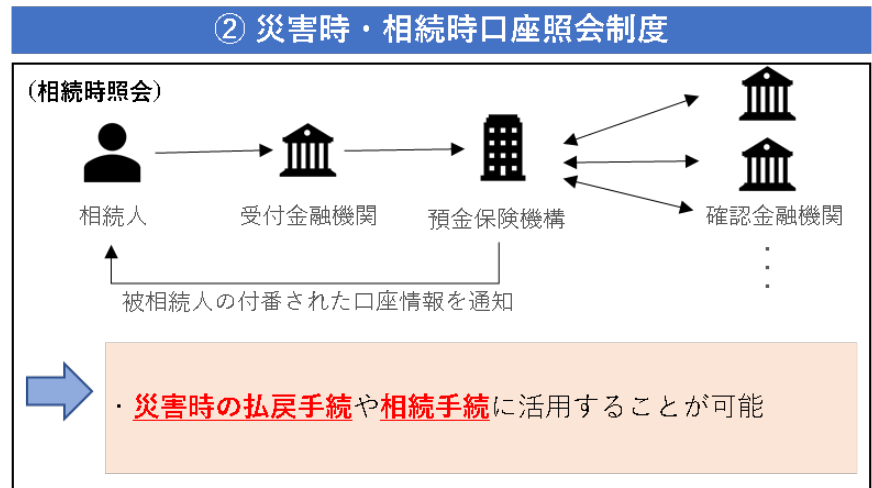 ② 災害時・相続時口座照会制度
(相続時照会)
相続人
受付金融機関
預金保険機構
確認金融機関
・
・
・
被相続人の付番された口座情報を通知
・災害時の払戻手続や相続手続に活用することが可能